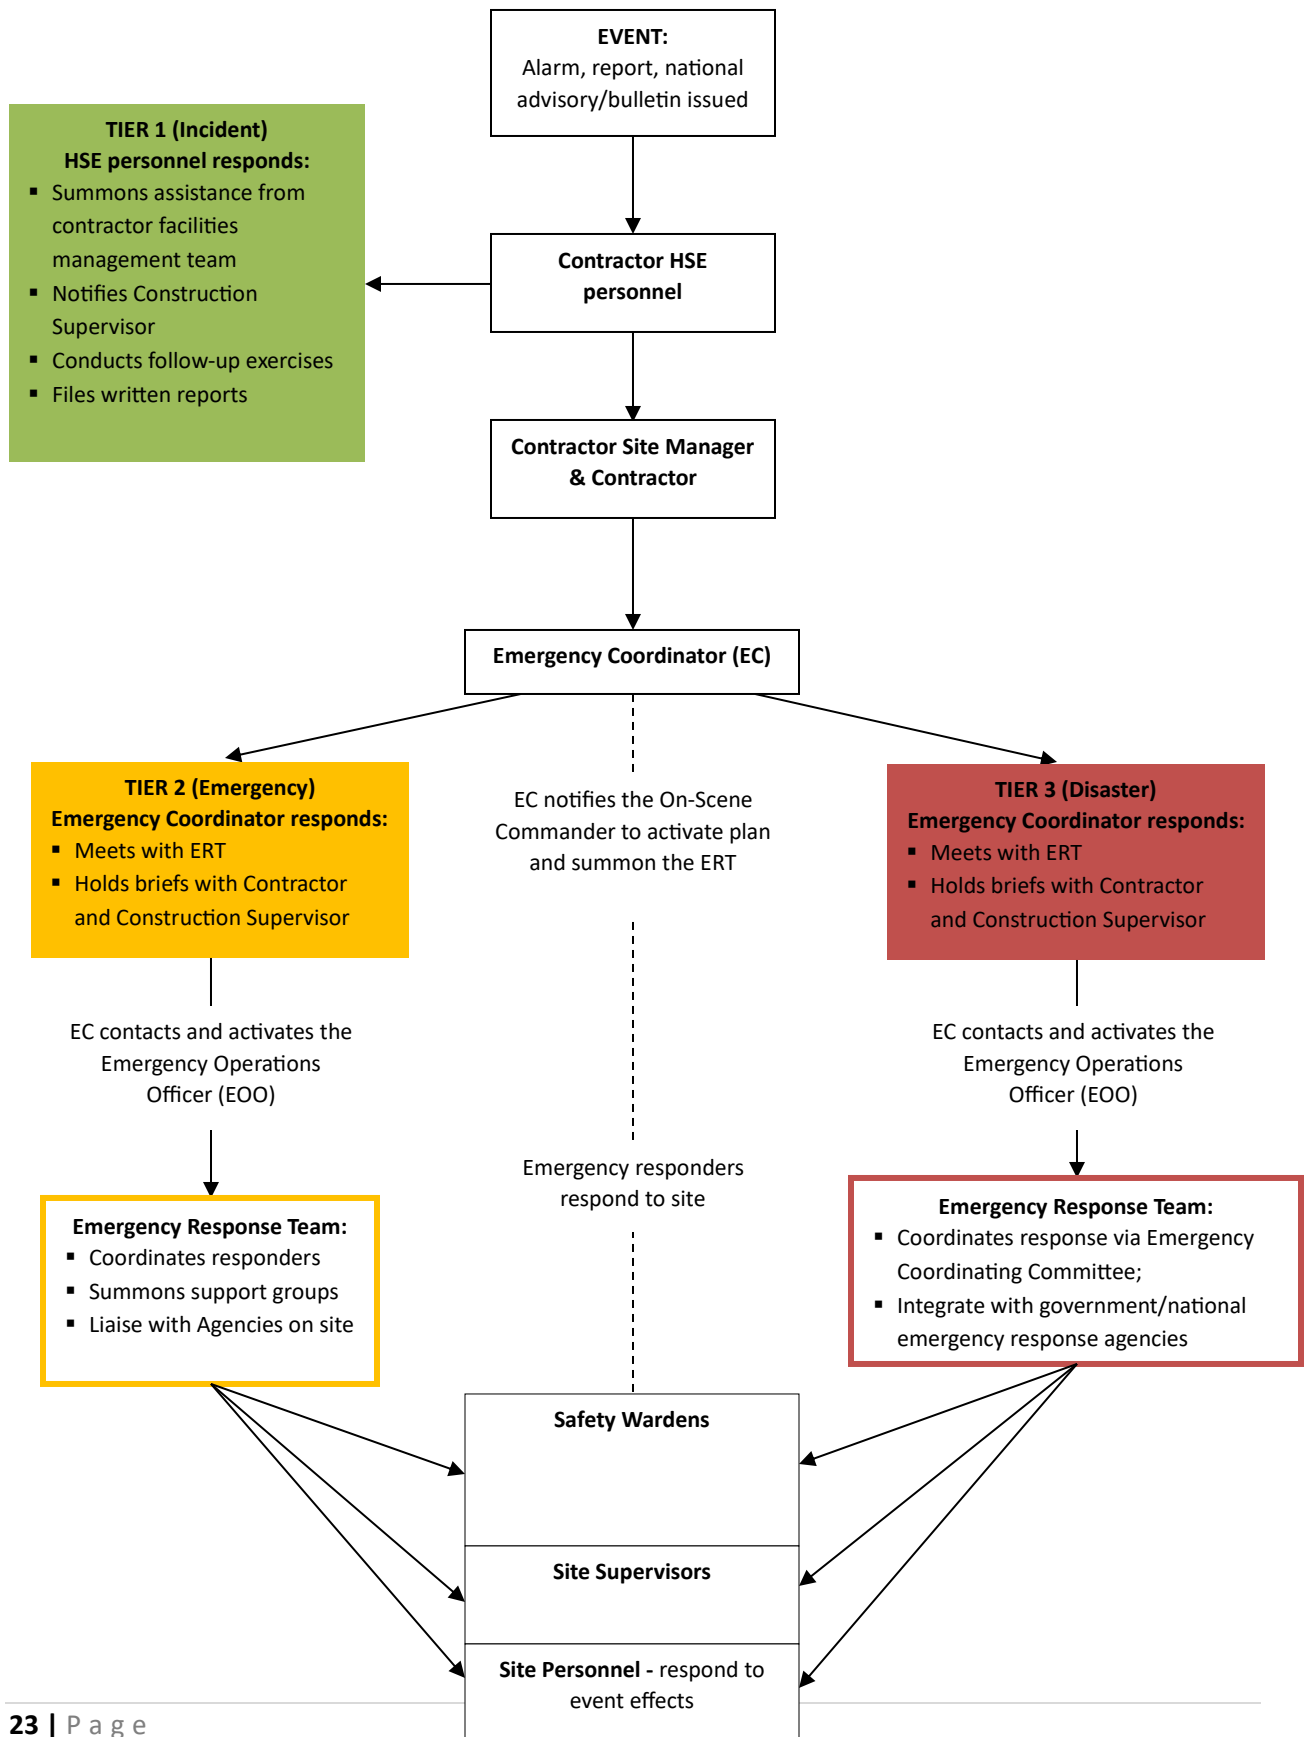 EVENT:
Alarm, report, national
advisory/bulletin issued
TIER 1 (Incident)
HSE personnel responds:
▪ Summons assistance from
contractor facilities
management team
▪ Notifies Construction
Supervisor
▪ Conducts follow-up exercises
▪ Files written reports
Contractor HSE
personnel
Contractor Site Manager
& Contractor
Emergency Coordinator (EC)
TIER 2 (Emergency)
Emergency Coordinator responds:
▪ Meets with ERT
▪ Holds briefs with Contractor
and Construction Supervisor
EC notifies the On-Scene
Commander to activate plan
and summon the ERT
TIER 3 (Disaster)
Emergency Coordinator responds:
▪ Meets with ERT
▪ Holds briefs with Contractor
and Construction Supervisor
EC contacts and activates the
Emergency Operations
Officer (EOO)
EC contacts and activates the
Emergency Operations
Officer (EOO)
Emergency responders
respond to site
Emergency Response Team:
▪ Coordinates responders
▪ Summons support groups
▪ Liaise with Agencies on site
Emergency Response Team:
▪ Coordinates response via Emergency
Coordinating Committee;
▪ Integrate with government/national
emergency response agencies
Safety Wardens
Site Supervisors
Site Personnel - respond to
event effects
23 | Page